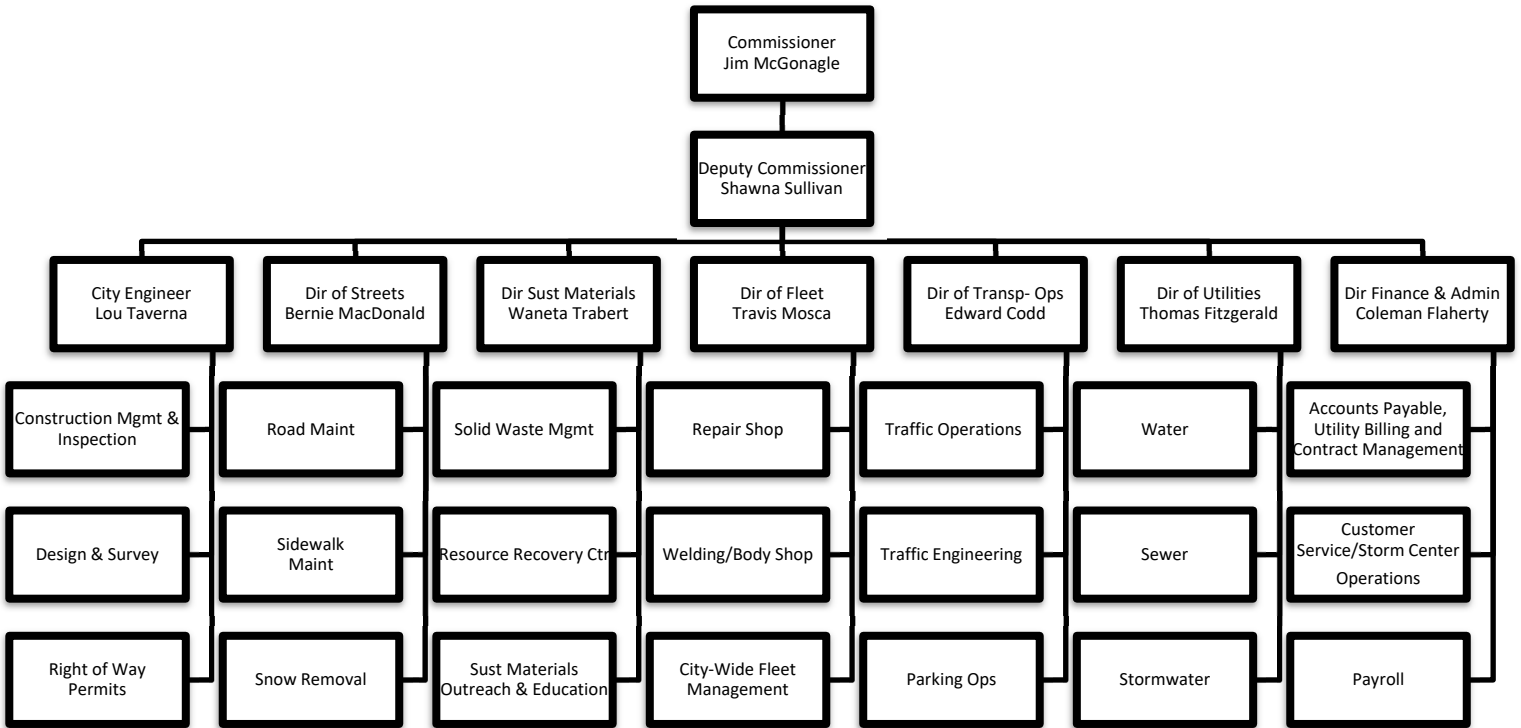 Commissioner
Jim McGonagle
Deputy Commissioner
Shawna Sullivan
City Engineer
Lou Taverna
Dir of Streets
Bernie MacDonald
Dir Sust Materials
Waneta Trabert
Dir of Fleet
Travis Mosca
Dir of Transp- Ops
Edward Codd
Dir of Utilities
Thomas Fitzgerald
Dir Finance & Admin
Coleman Flaherty
Construction Mgmt &
Inspection
Road Maint
Solid Waste Mgmt
Repair Shop
Traffic Operations
Water
Accounts Payable,
Utility Billing and
Contract Management
Design & Survey
Sidewalk
Maint
Resource Recovery Ctr
Welding/Body Shop
Traffic Engineering
Sewer
Customer
Service/Storm Center
Operations
Right of Way
Permits
Snow Removal
Sust Materials
Outreach & Education
City-Wide Fleet
Management
Parking Ops
Stormwater
Payroll